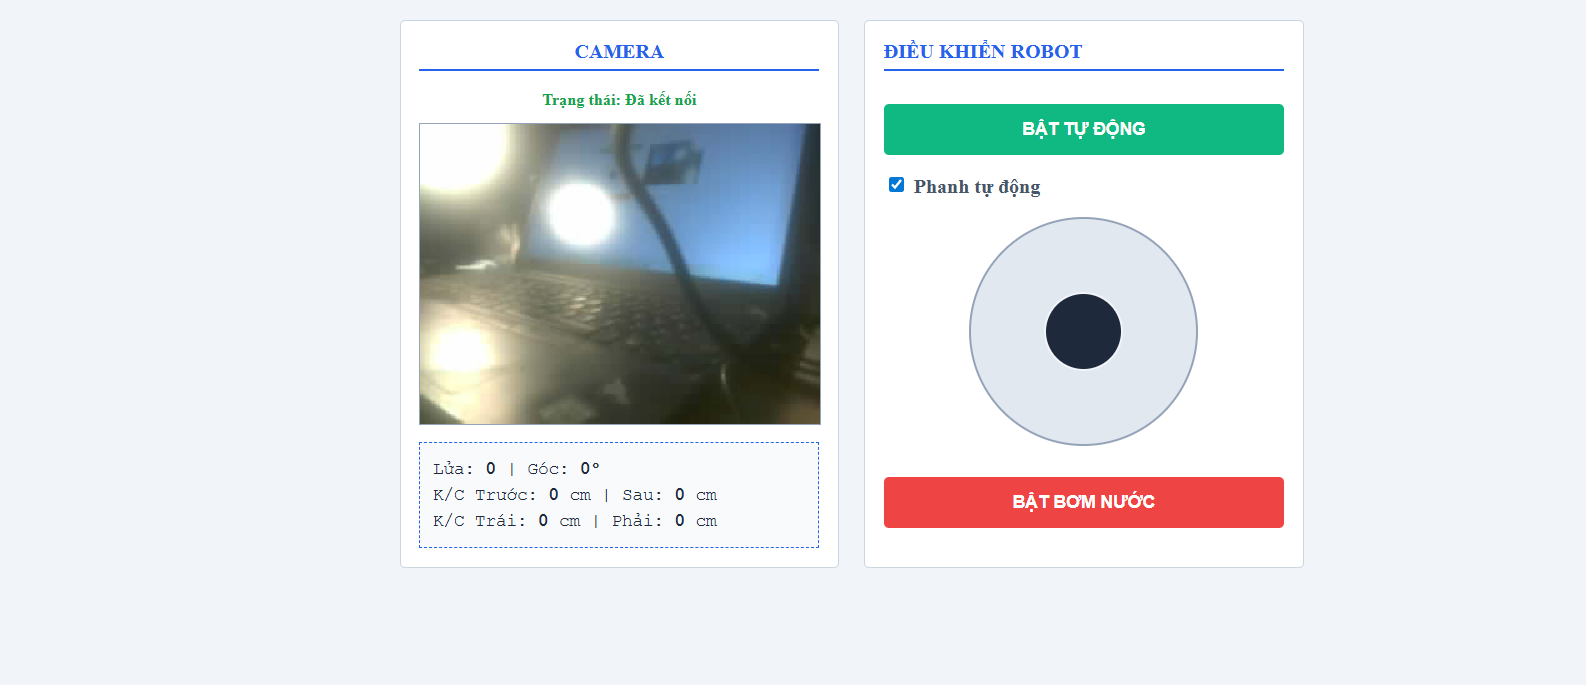 CAMERA
Trạng thái: Đã kết nối
Lửa: 0 | Góc: 0°
K/C Trước: 0 cm | Sau: 0 cm
K/C Trái: 0 cm | Phải: 0 cm
ĐIỀU KHIỂN ROBOT
BẬT TỰ ĐỘNG
Phanh tự động
BẬT BƠM NƯỚC